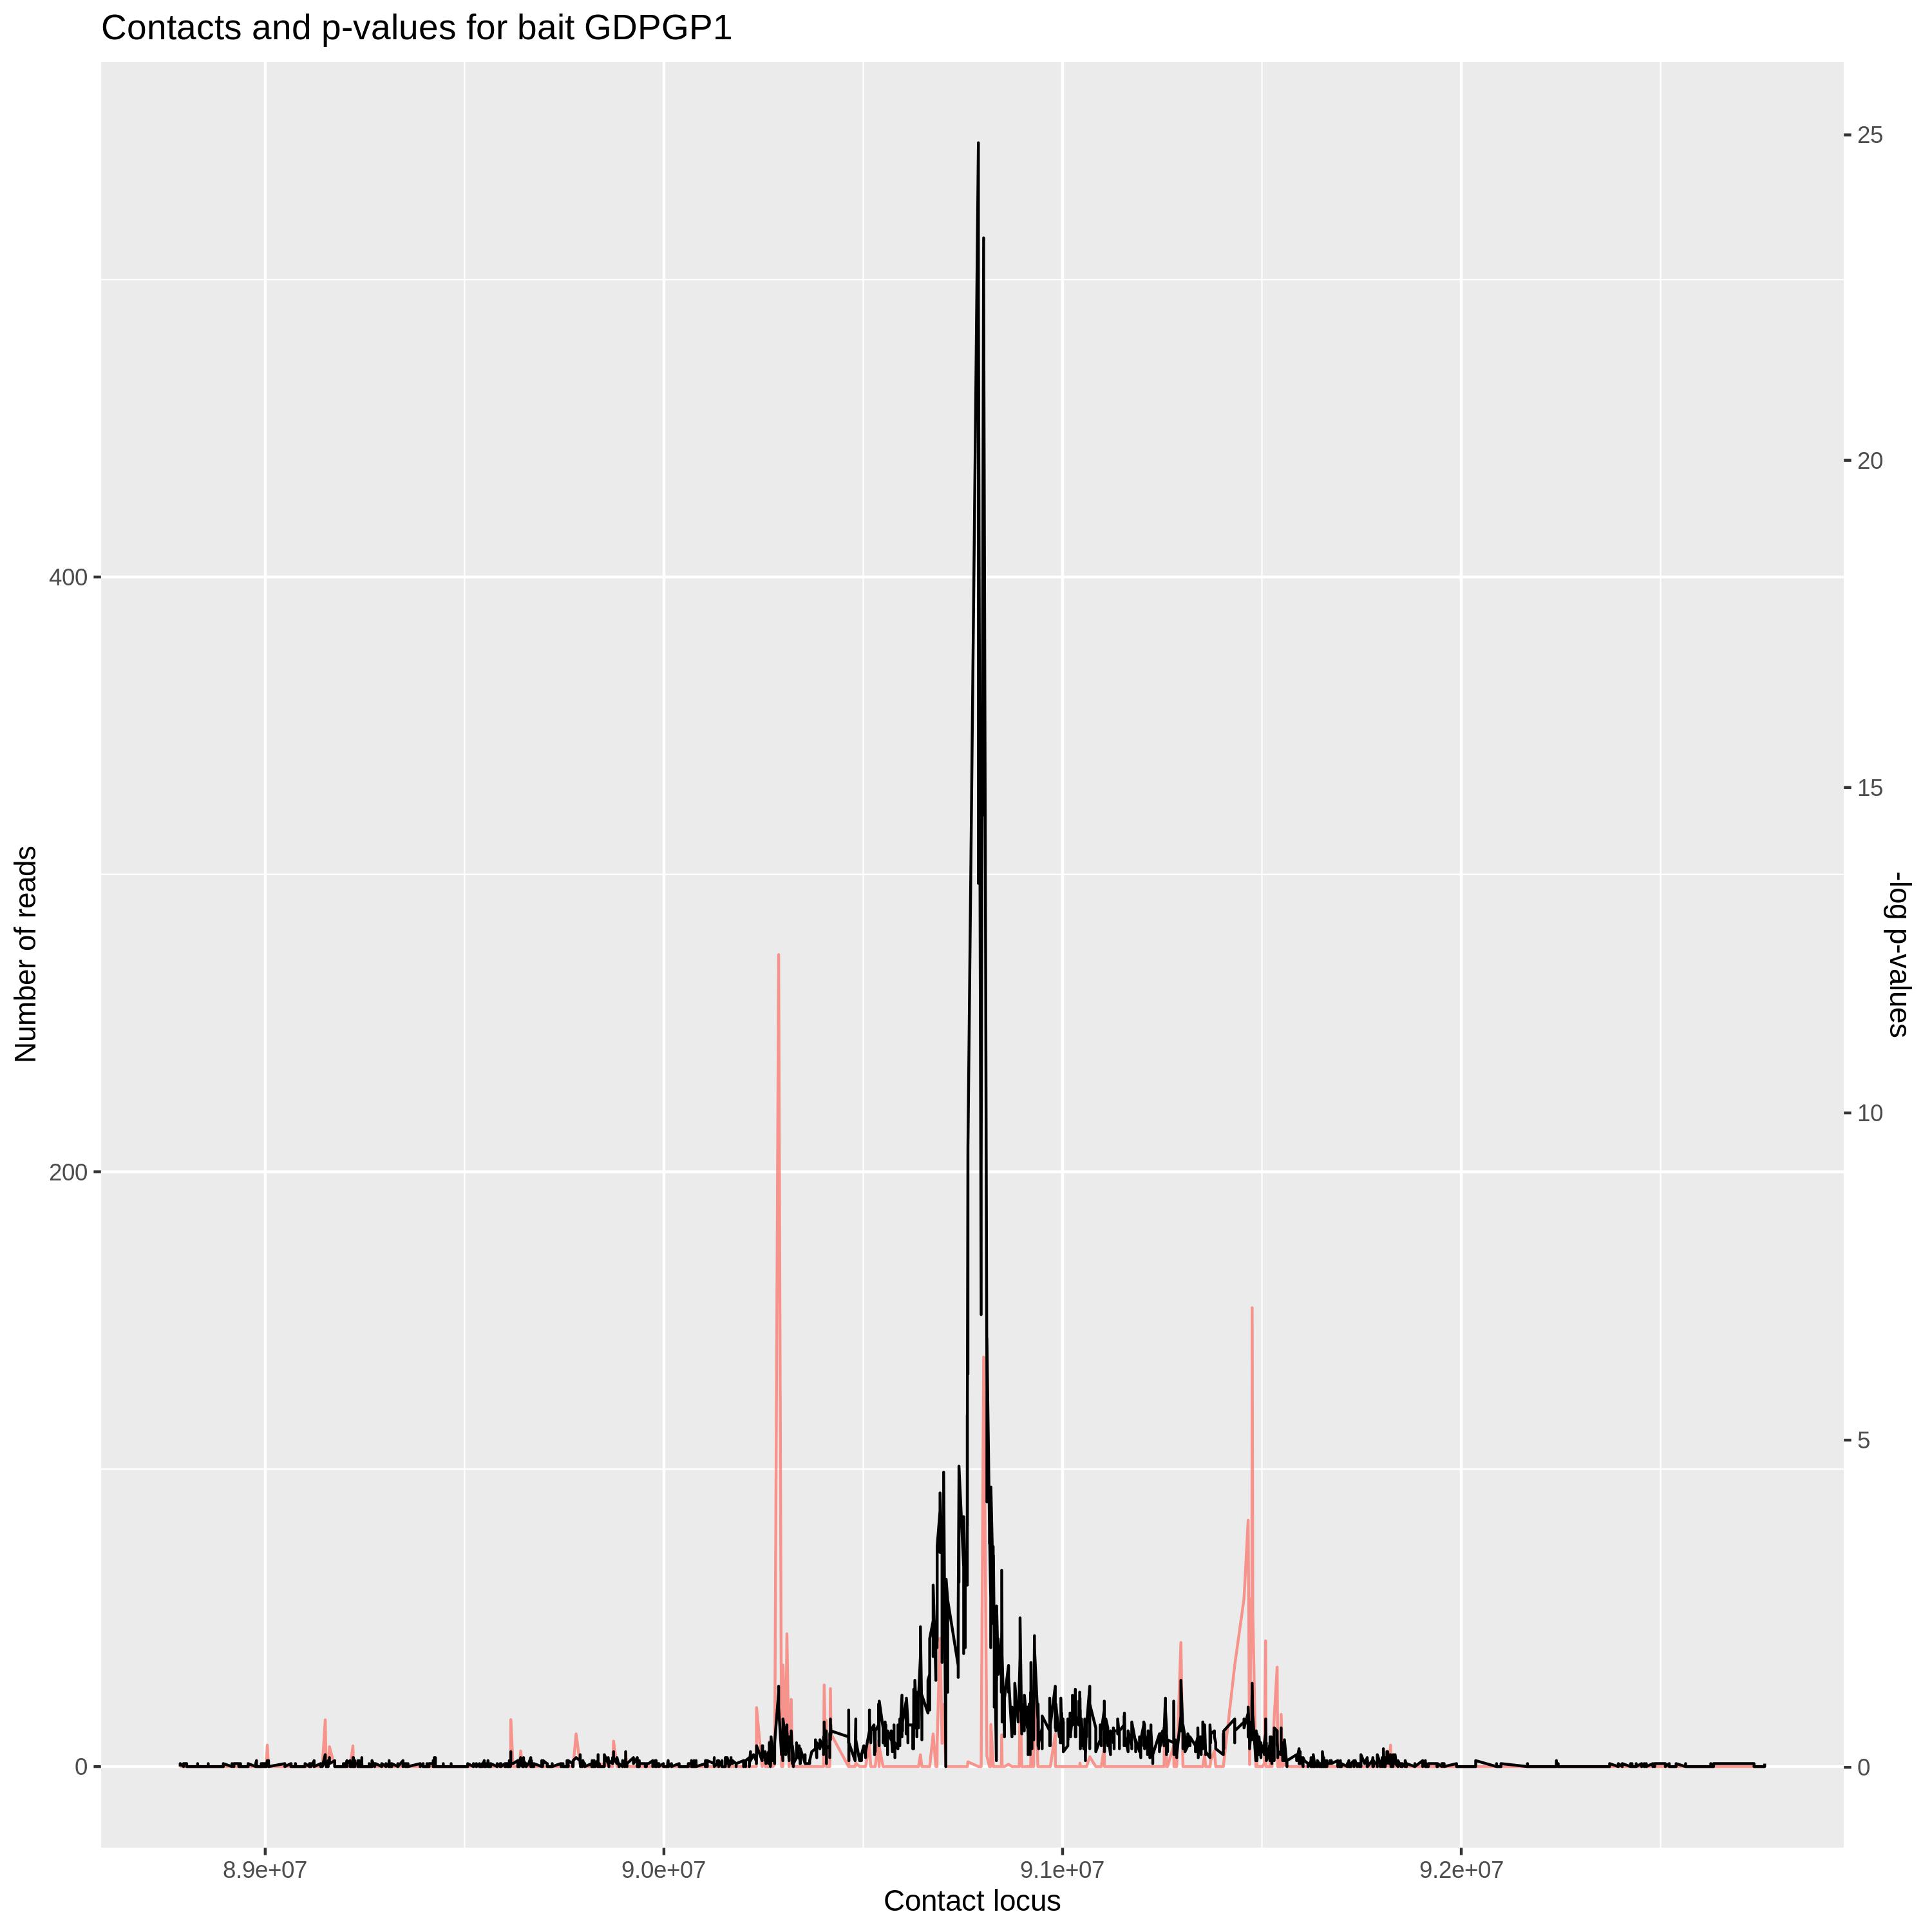 Contacts and p-values for bait GDPGP1
Number of reads
400
200
0
25
20
15
10
5
0
-log p-values
8.9e+07
9.0e+07
9.1e+07
9.2e+07
Contact locus